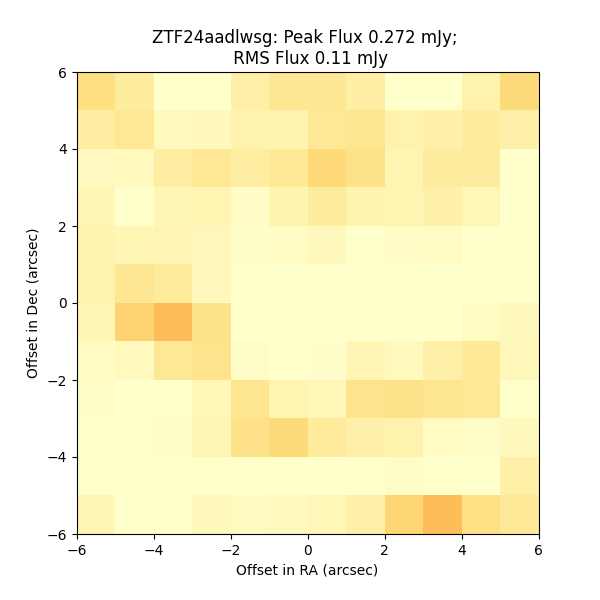 ZTF24aadlwsg: Peak Flux 0.272 mJy;
RMS Flux 0.11 mJy
6
4
2
0
−2
−4
−6
Offset in Dec (arcsec)
−6 −4 −2 0 2 4 6
Offset in RA (arcsec)